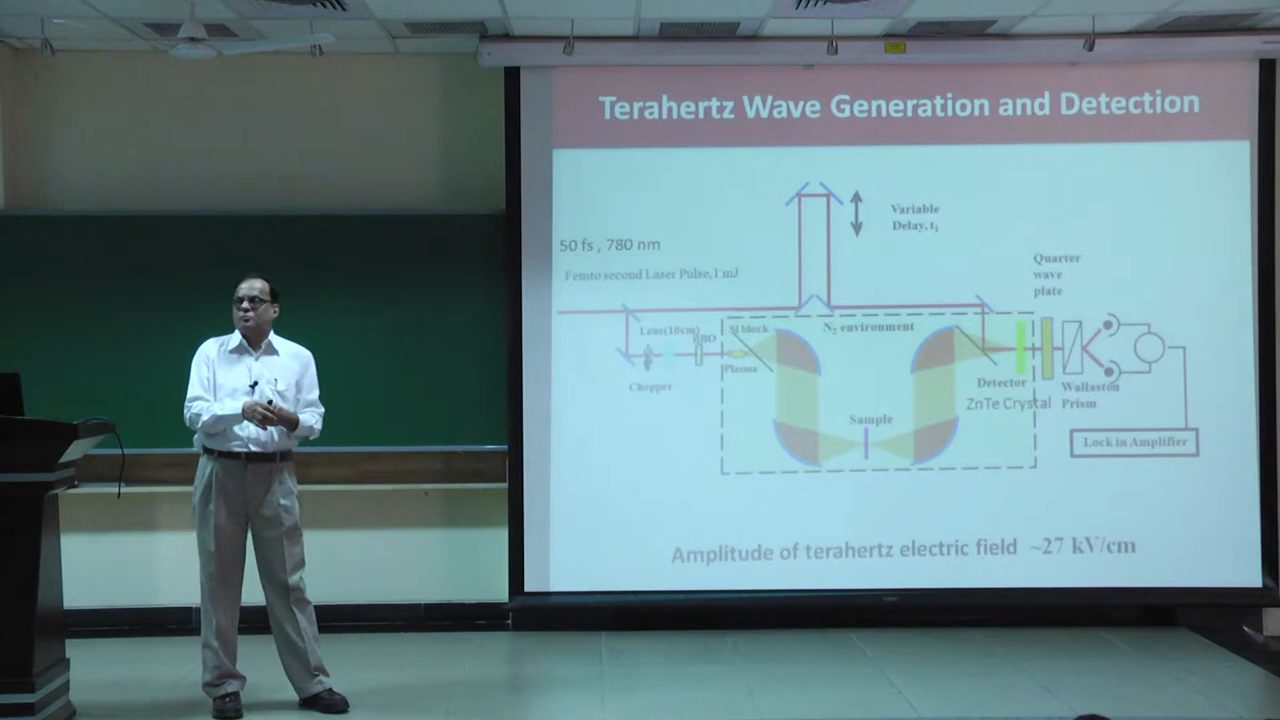 Terahertz Wave Generation and Detection
Variable
Delay, t₁
50 fs , 780 nm
Femto second Laser Pulse,1 mJ
Quarter
wave
plate
Lens(10cm)
BBO
Si block
N₂ environment
Plasma
Chopper
Detector
ZnTe Crystal
Wallaston
Prism
Sample
Lock in Amplifier
Amplitude of terahertz electric field ~27 kV/cm